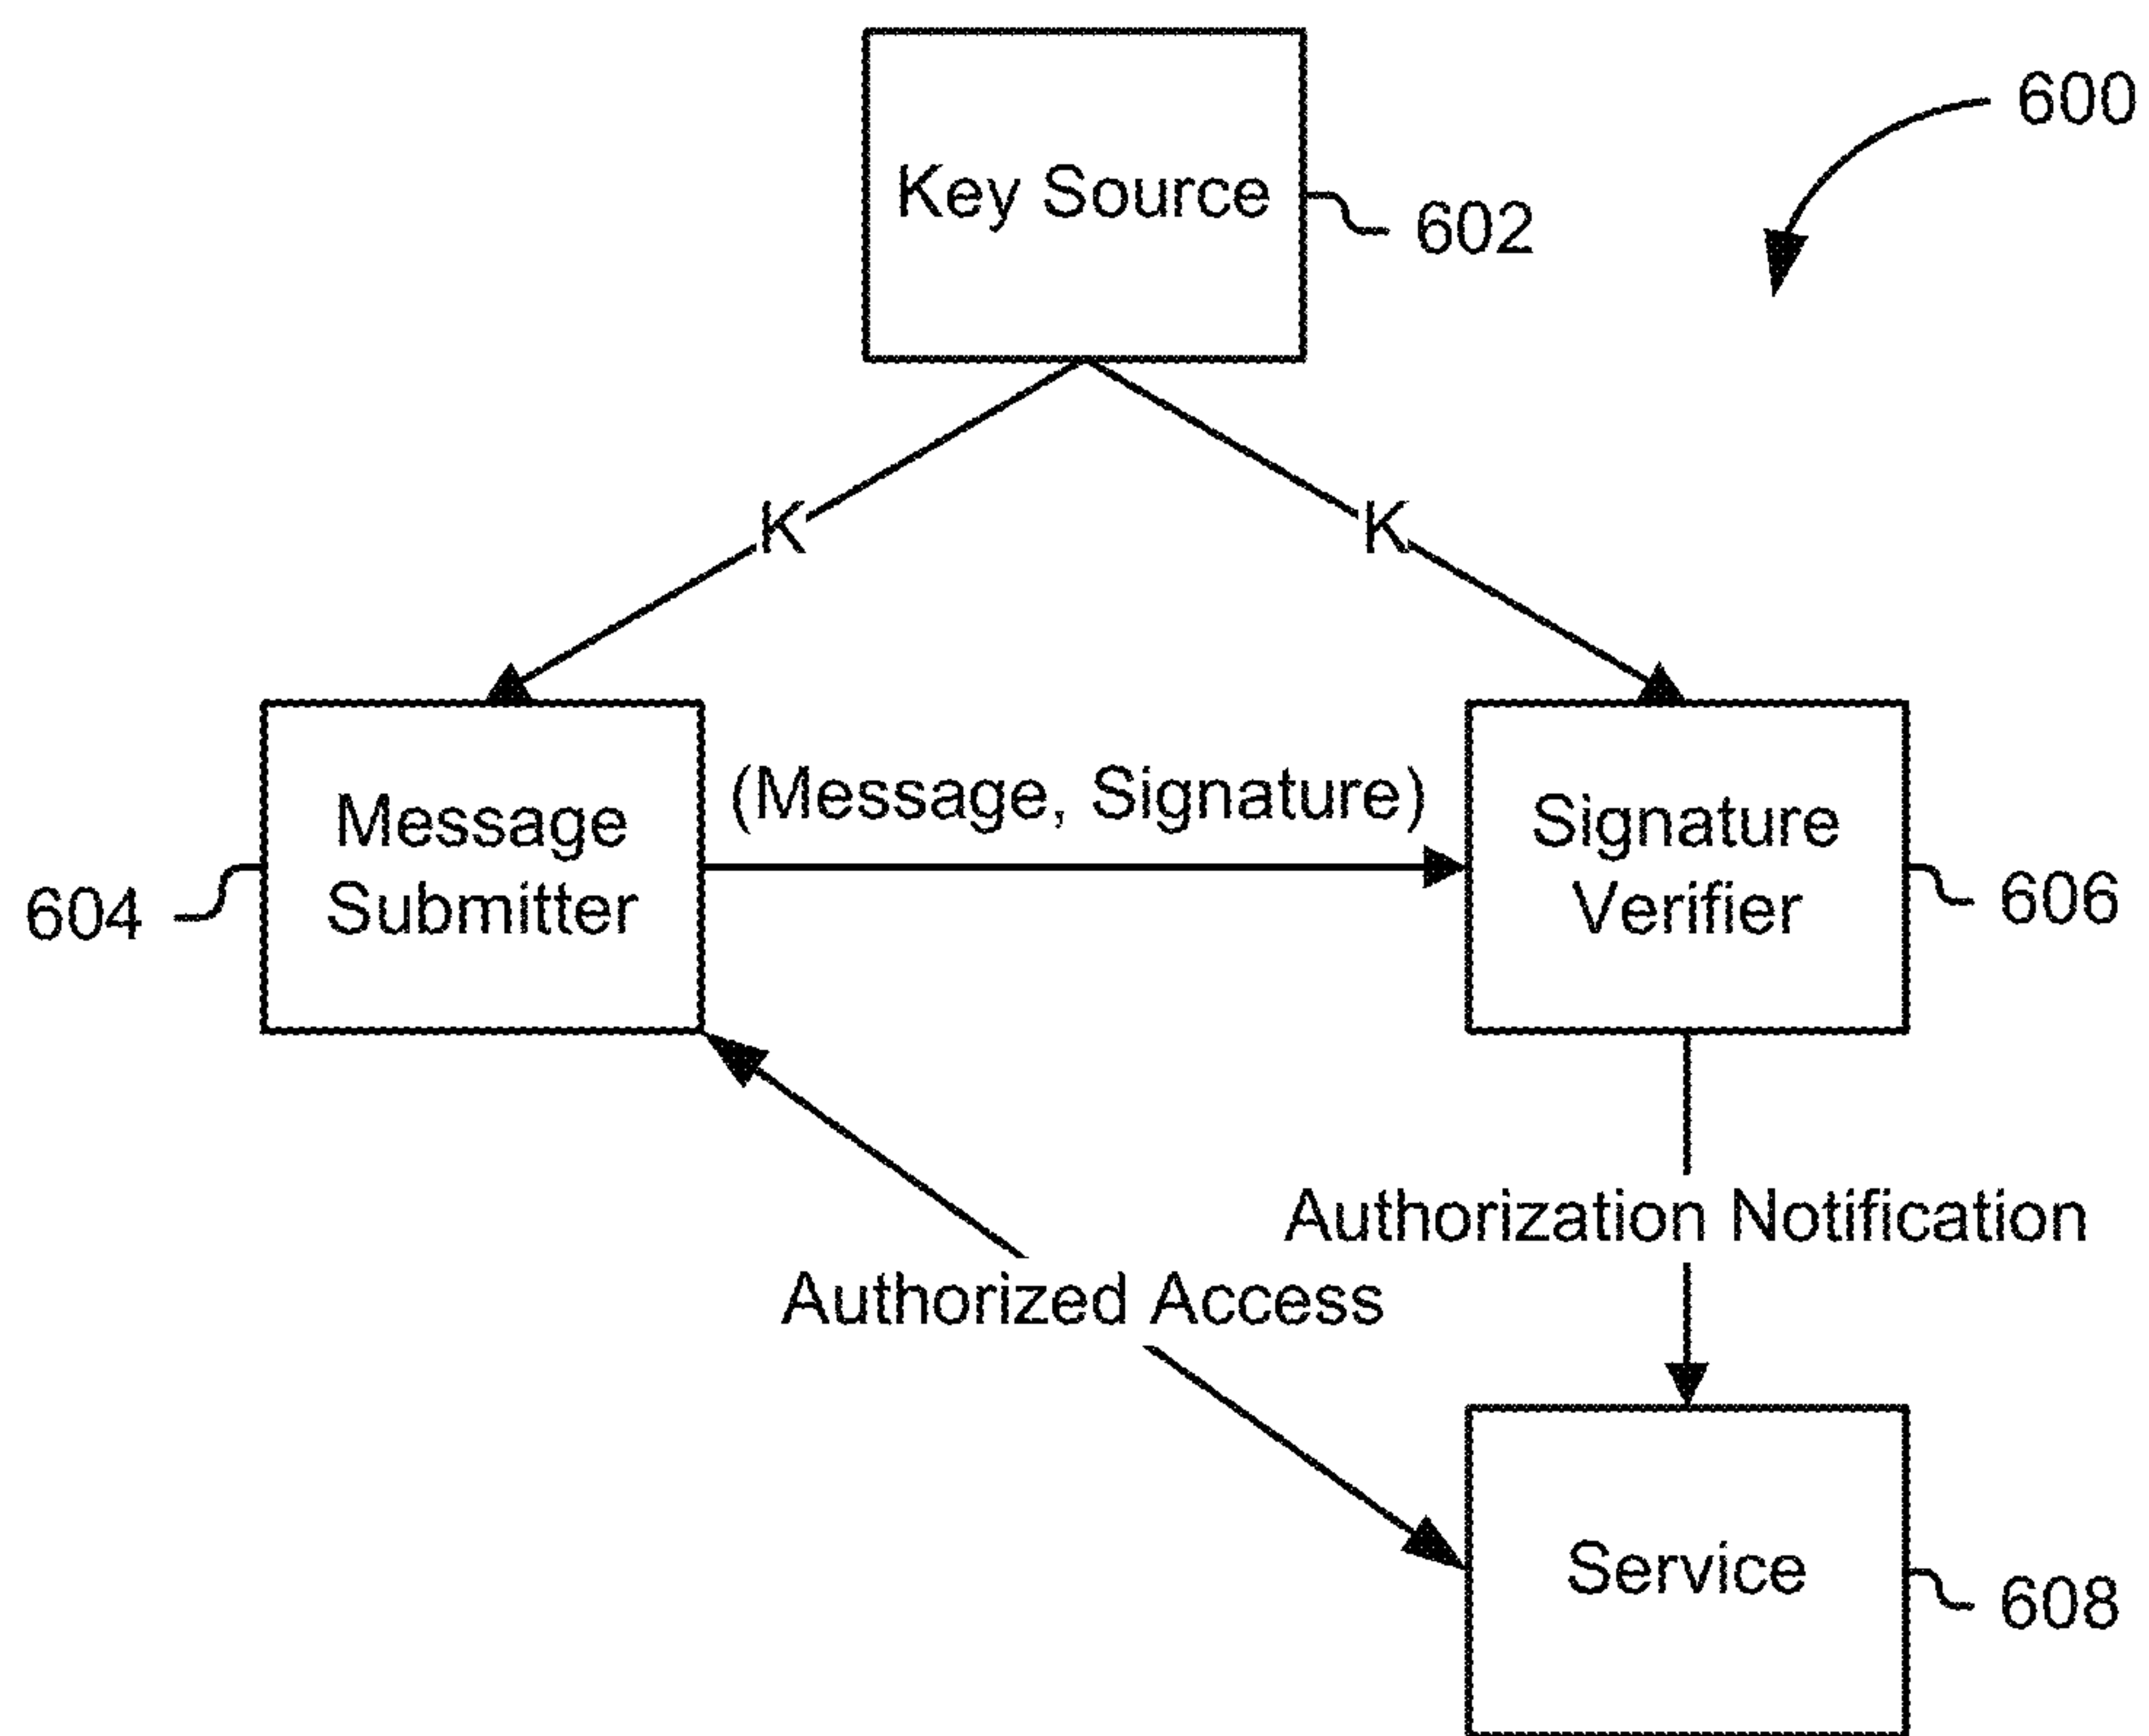 600
Key Source
602
K
K
(Message, Signature)
Message
Submitter
Signature
Verifier
604
606
Authorization Notification
Authorized Access
Service
608